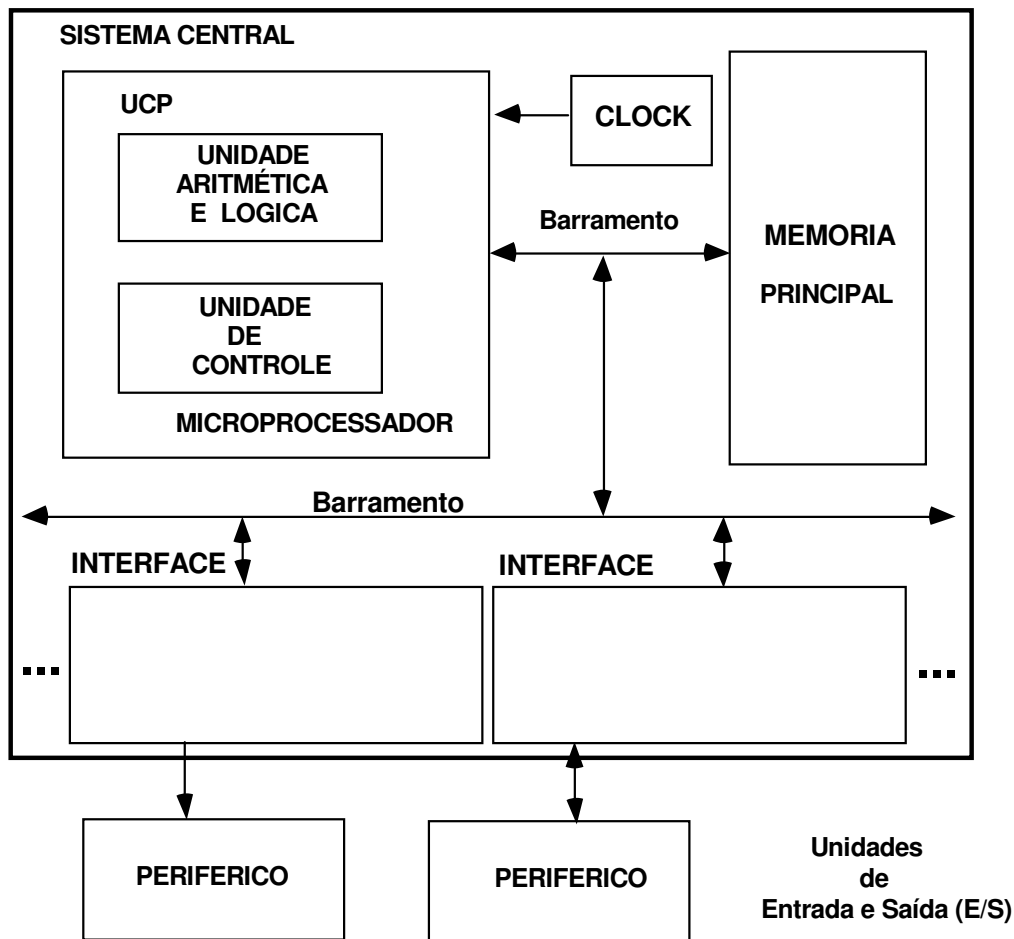 SISTEMA CENTRAL
UCP
UNIDADE
ARITMÉTICA
E LOGICA
UNIDADE
DE
CONTROLE
MICROPROCESSADOR
CLOCK
Barramento
MEMORIA
PRINCIPAL
Barramento
INTERFACE
INTERFACE
...
...
PERIFERICO
PERIFERICO
Unidades
de
Entrada e Saída (E/S)